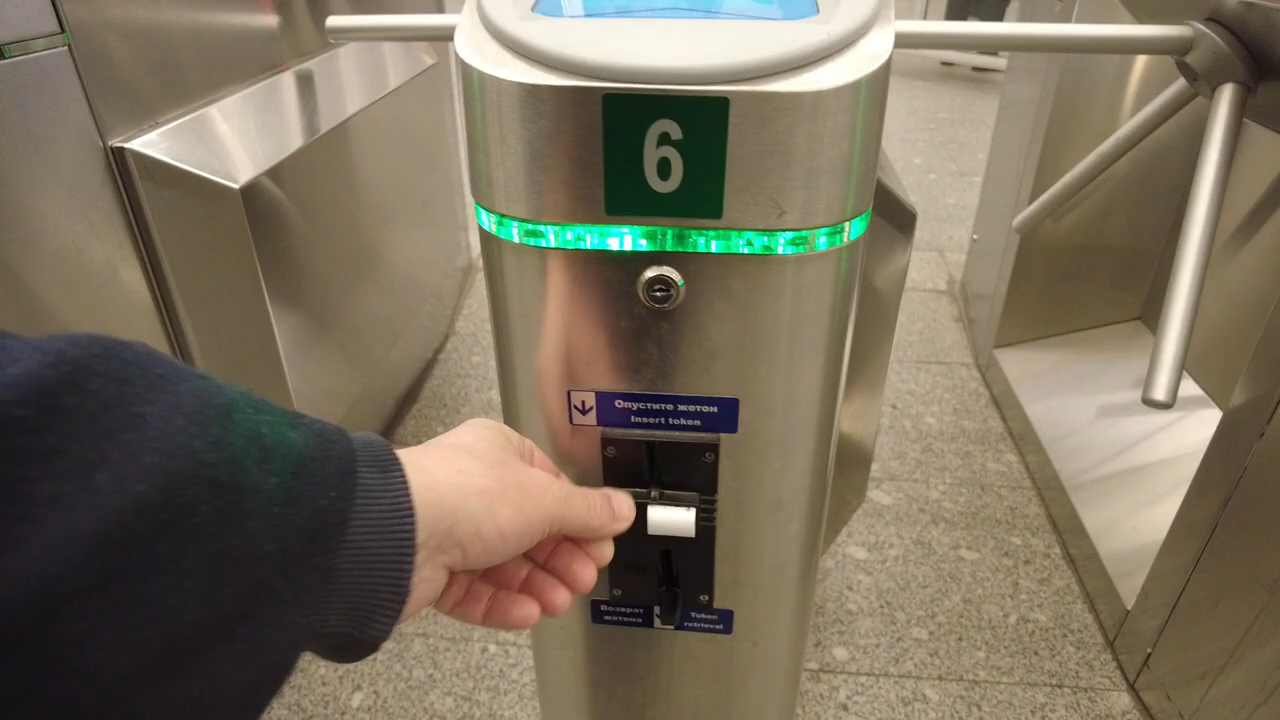 6
Опустите жетон
Insert token
Возврат
жетона
Token
retrieval